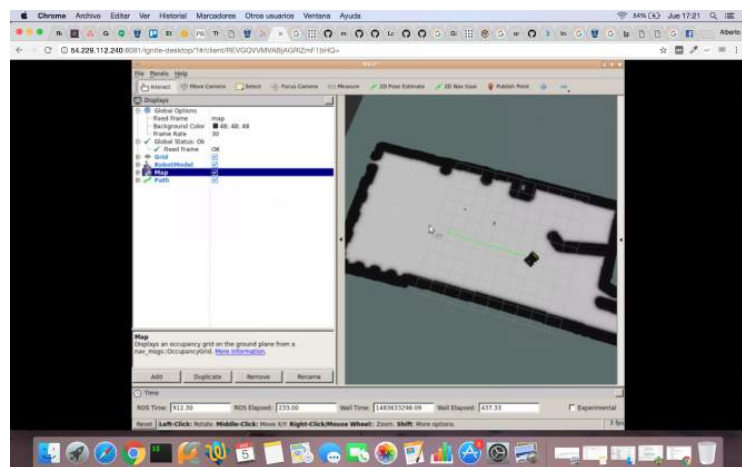 Chrome Archivo Editar Ver Historial Marcadores Otros usuarios Ventana Ayuda 54% Jue 17:21
Alberto
54.229.112.240:8081/ignite-desktop/?#/client/
File Panels Help
Interact Move Camera Select Focus Camera Measure 2D Pose Estimate 2D Nav Goal Publish Point
Displays
Global Options
Fixed Frame map
Background Color 48; 48; 48
Frame Rate 30
Global Status: Ok
Fixed Frame OK
Grid
RobotModel
Map
Path
Map
Displays an occupancy grid on the ground plane from a
nav_msgs::OccupancyGrid. More Information.
Add Duplicate Remove Rename
Time
ROS Time: 912.30 ROS Elapsed: 233.00 Wall Time: 1483633298.09 Wall Elapsed: 437.33 Experimental
Reset Left-Click: Rotate. Middle-Click: Move X/Y. Right-Click/Mouse Wheel: Zoom. Shift: More options. 3 fps
5